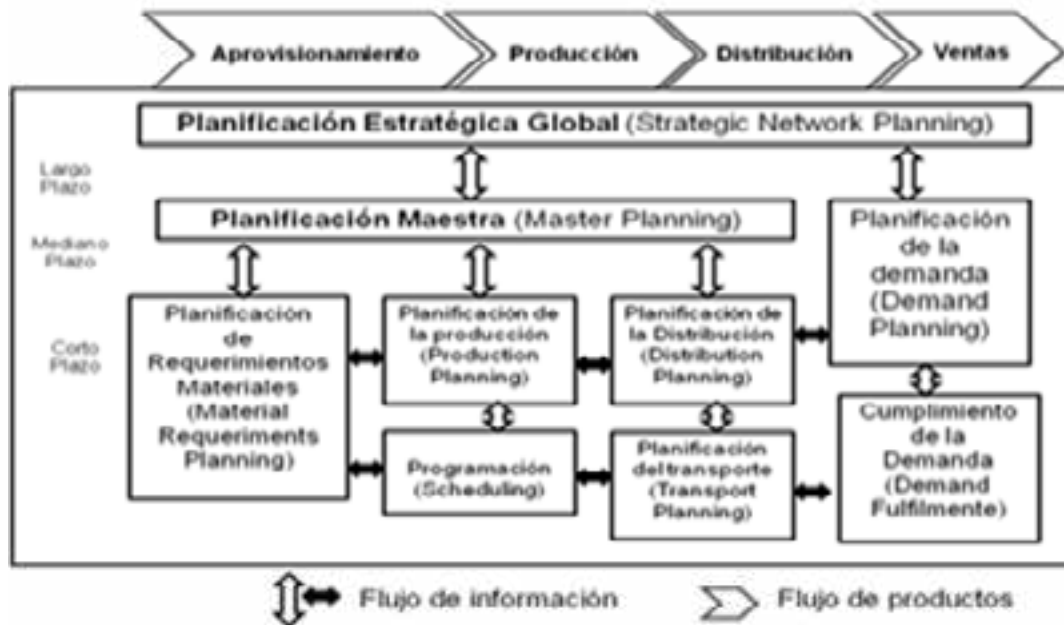 Aprovisionamiento
Producción
Distribución
Ventas
Planificación Estratégica Global (Strategic Network Planning)
Largo
Plazo
Planificación Maestra (Master Planning)
Mediano
Plazo
Planificación
de la
demanda
(Demand
Planning)
Corto
Plazo
Planificación
de
Requerimientos
Materiales
(Material
Requeriments
Planning)
Planificación de
la producción
(Production
Planning)
Planificación de
la Distribución
(Distribution
Planning)
Programación
(Scheduling)
Planificación
del transporte
(Transport
Planning)
Cumplimiento
de la
Demanda
(Demand
Fulfilmente)
Flujo de información
Flujo de productos